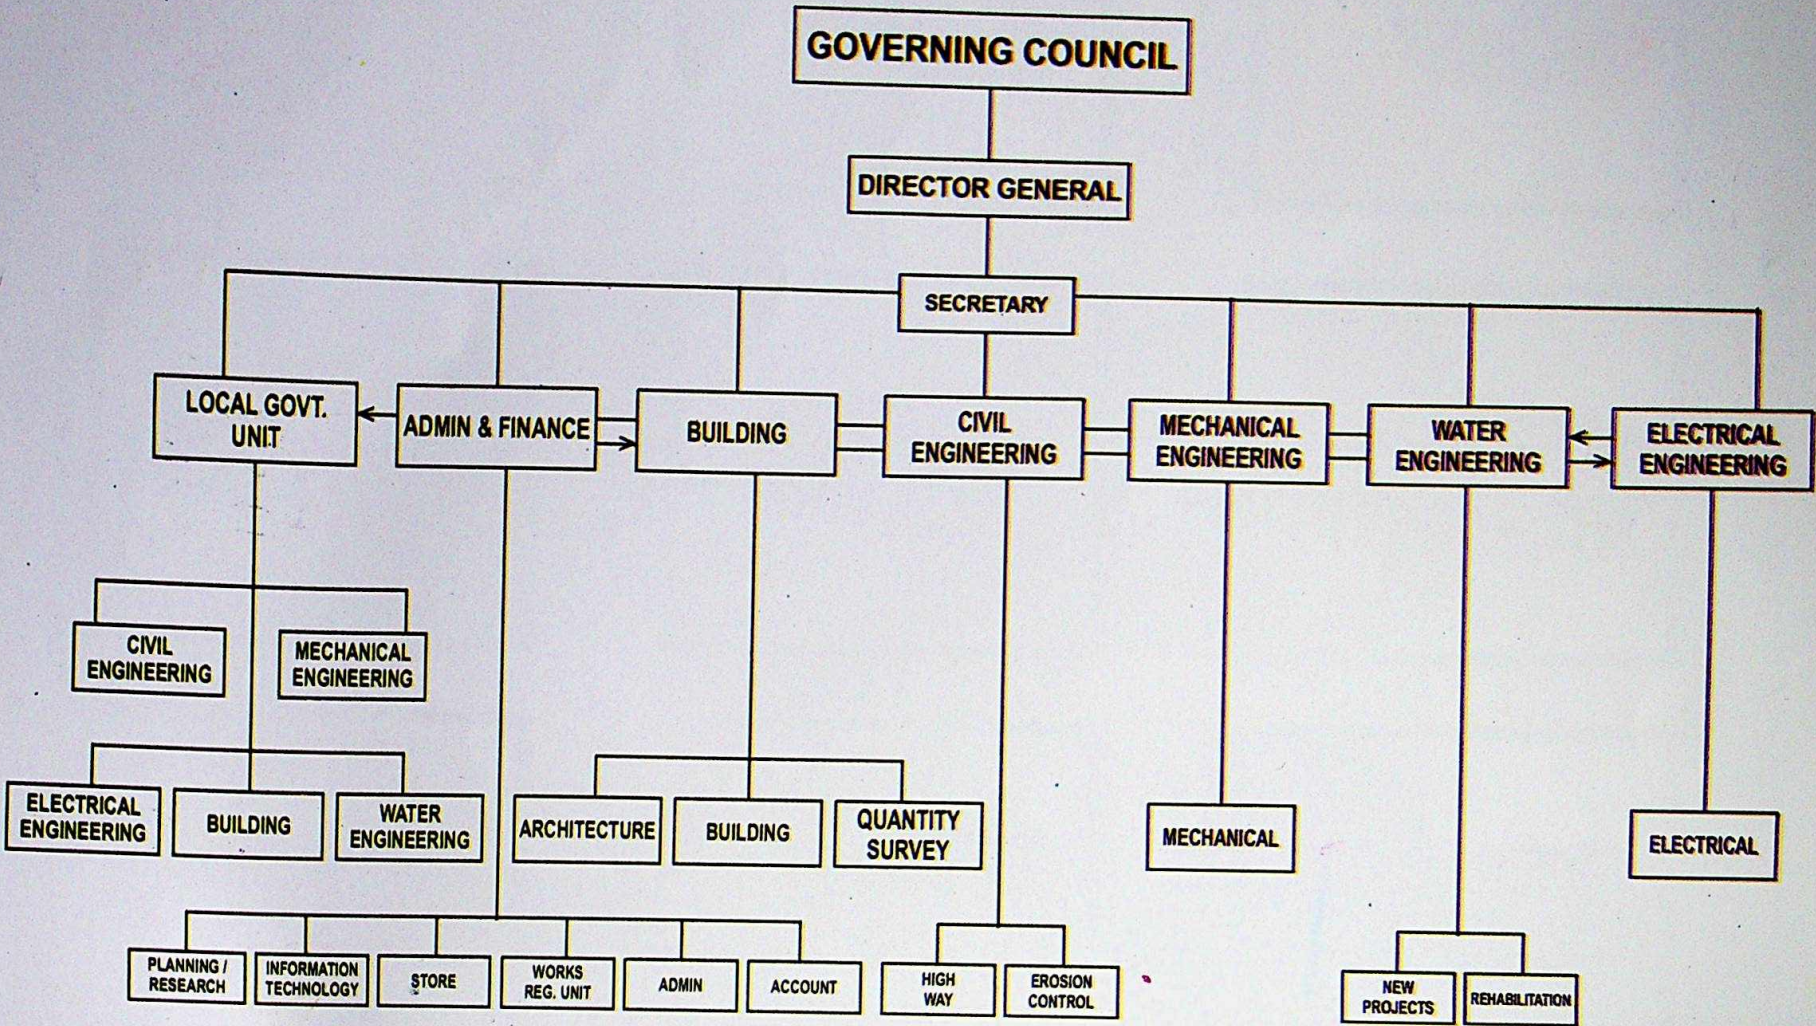 GOVERNING COUNCIL
DIRECTOR GENERAL
SECRETARY
LOCAL GOVT.
UNIT
ADMIN & FINANCE
BUILDING
CIVIL
ENGINEERING
MECHANICAL
ENGINEERING
WATER
ENGINEERING
ELECTRICAL
ENGINEERING
CIVIL
ENGINEERING
MECHANICAL
ENGINEERING
ELECTRICAL
ENGINEERING
BUILDING
WATER
ENGINEERING
ARCHITECTURE
BUILDING
QUANTITY
SURVEY
MECHANICAL
ELECTRICAL
PLANNING /
RESEARCH
INFORMATION
TECHNOLOGY
STORE
WORKS
REG. UNIT
ADMIN
ACCOUNT
HIGH
WAY
EROSION
CONTROL
NEW
PROJECTS
REHABILITATION